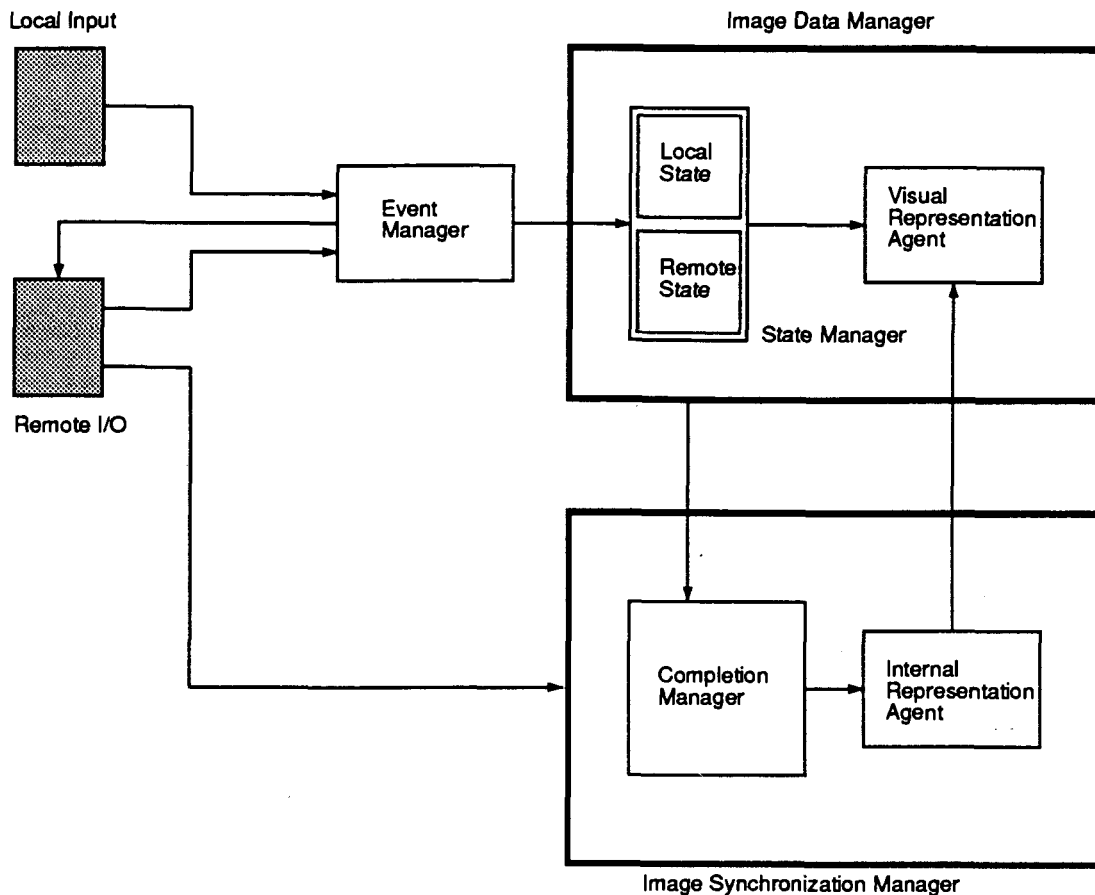 Local Input
Image Data Manager
Local
State
Event
Manager
Visual
Representation
Agent
Remote
State
State Manager
Remote I/O
Completion
Manager
Internal
Representation
Agent
Image Synchronization Manager